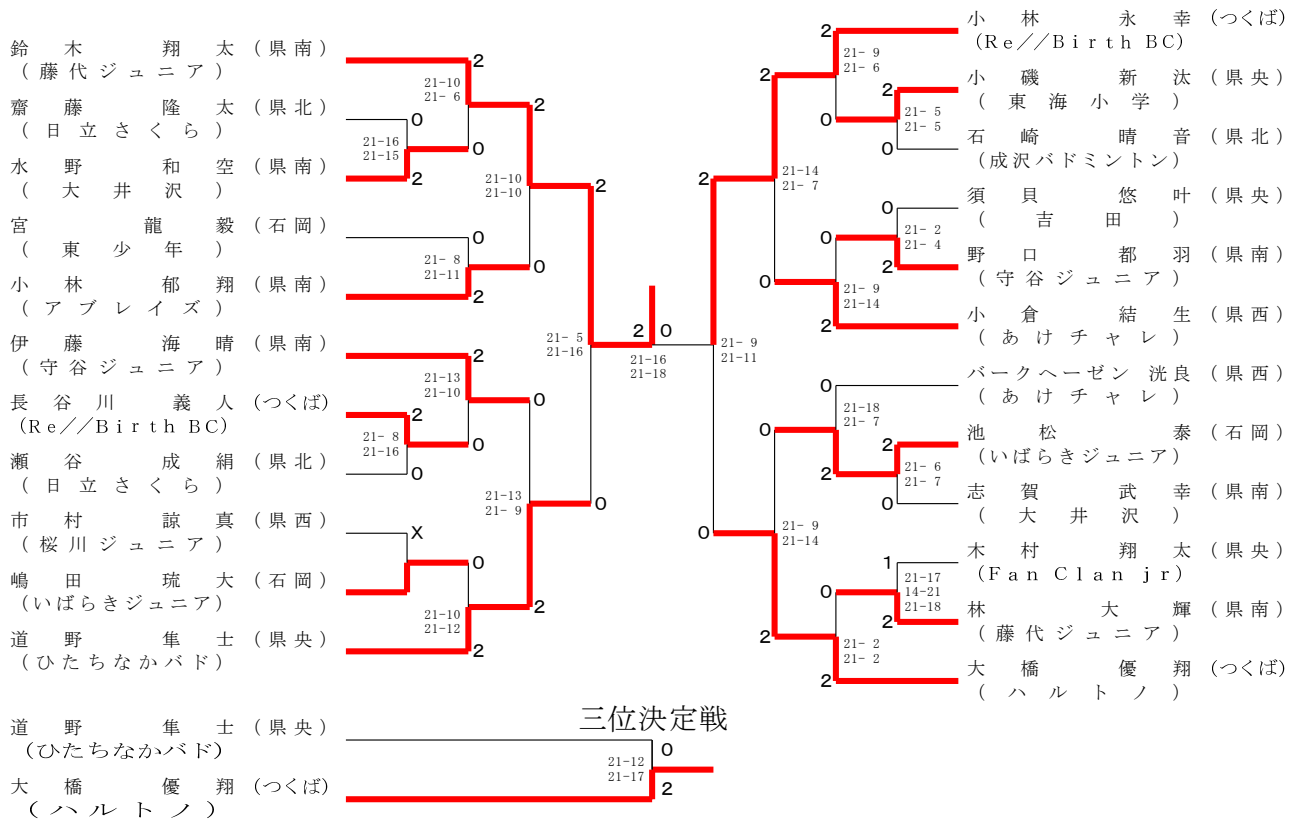 鈴木 翔太 (県南)
(藤代ジュニア)
齋藤 隆太 (県北)
(日立さくら)
水野 和空 (県南)
(大井沢)
宮 龍毅 (石岡)
(東少年)
小林 郁翔 (県南)
(アブレイズ)
伊藤 海晴 (県南)
(守谷ジュニア)
長谷川 義人 (つくば)
(Re//Birth BC)
瀬谷 成絹 (県北)
(日立さくら)
市村 諒真 (県西)
(桜川ジュニア)
嶋田 琉大 (石岡)
(いばらきジュニア)
道野 隼士 (県央)
(ひたちなかバド)
2
21-10
21- 6
0
21-16
21-15
2
0
2
21-10
21-10
0
21- 8
21-11
2
0
2
21- 5
21-16
2
21-13
21-10
2
21- 8
21-16
0
0
0
21-13
21- 9
X
0
21-10
21-12
2
2
0
2 0
21-16
21-18
小林 永幸 (つくば)
(Re//Birth BC)
小磯 新汰 (県央)
(東海小学)
石崎 晴音 (県北)
(成沢バドミントン)
須貝 悠叶 (県央)
(吉田)
野口 都羽 (県南)
(守谷ジュニア)
小倉 結生 (県西)
(あけチャレ)
バークヘーゼン 洸良 (県西)
(あけチャレ)
池松 泰 (石岡)
(いばらきジュニア)
志賀 武幸 (県南)
(大井沢)
木村 翔太 (県央)
(Fan Clan jr)
林 大輝 (県南)
(藤代ジュニア)
大橋 優翔 (つくば)
(ハルトノ)
2
21- 9
21- 6
2
21- 5
21- 5
0
0
2
21-14
21- 7
0
21- 2
21- 4
2
0
21- 9
21-14
2
0
2
21- 9
21-11
0
21-18
21- 7
2
21- 6
21- 7
0
2
0
21- 9
21-14
1
21-17
14-21
21-18
2
0
21- 2
21- 2
2
2
0
三位決定戦
道野 隼士 (県央)
(ひたちなかバド)
大橋 優翔 (つくば)
(ハルトノ)
0
21-12
21-17
2